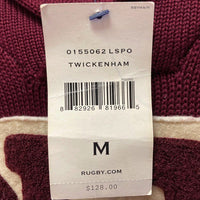 0155062 LSPO
TWICKENHAM
8 82926 81966 5
M
RUGBY.COM
$128.00